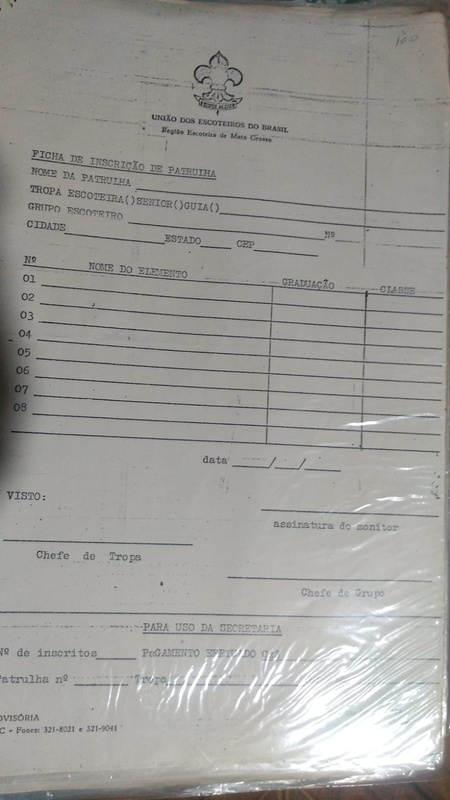 160
SEMPRE ALERTA
UNIÃO DOS ESCOTEIROS DO BRASIL
Região Escoteira de Mato Grosso
FICHA DE INSCRIÇÃO DE PATRULHA
NOME DA PATRULHA
TROPA ESCOTEIRA()SENIOR()GUIA()
GRUPO ESCOTEIRO Nº
CIDADE ESTADO CEP
Nº NOME DO ELEMENTO GRADUAÇÃO CLASSE
01
02
03
04
05
06
07
08
data / /
VISTO:
assinatura do monitor
Chefe de Tropa
Chefe de Grupo
PARA USO DA SECRETARIA
Nº de inscritos PaGAMENTO EFETUADO
Patrulha nº Tropa
OVISÓRIA
C - Fones: 321-8021 e 321-9041